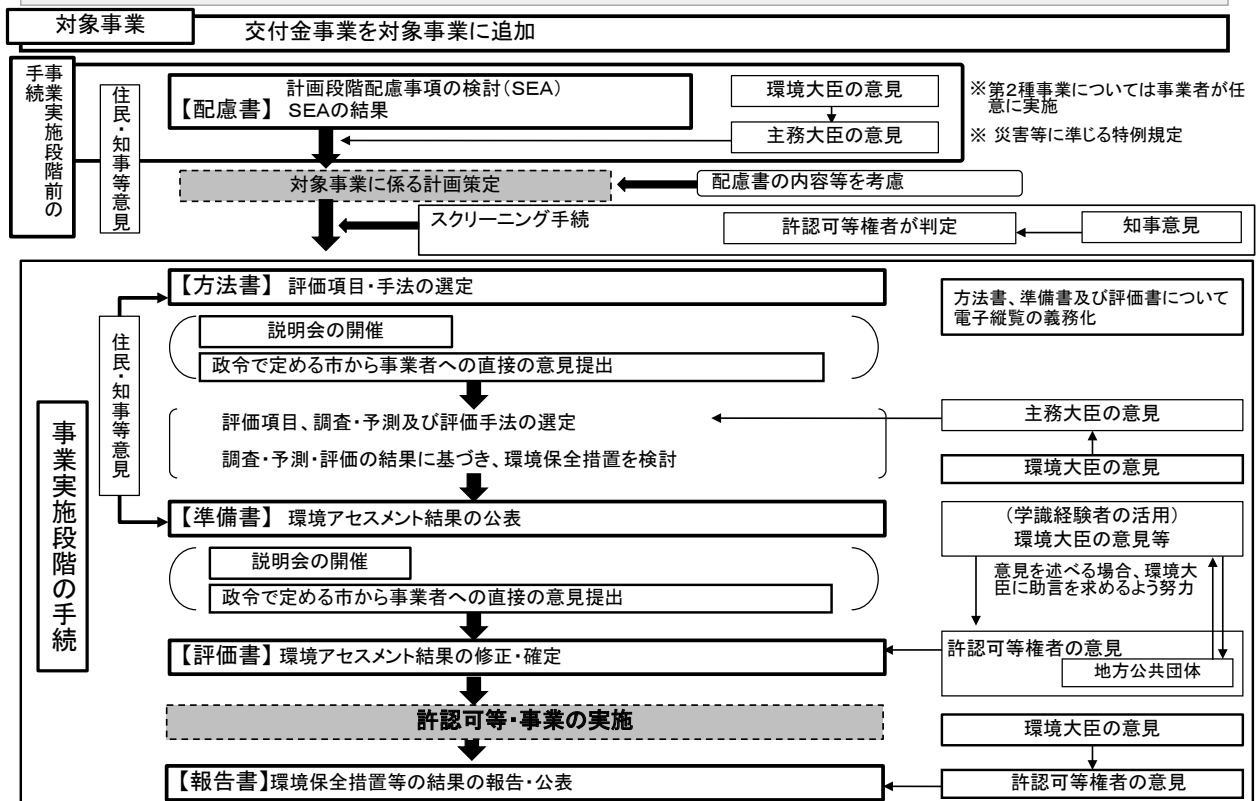 対象事業
交付金事業を対象事業に追加
事業実施段階前の
手続
住民・知事等意見
計画段階配慮事項の検討(SEA)
【配慮書】 SEAの結果
環境大臣の意見
主務大臣の意見
※第2種事業については事業者が任
意に実施
※ 災害等に準じる特例規定
対象事業に係る計画策定
配慮書の内容等を考慮
スクリーニング手続
許認可等権者が判定
知事意見
事業実施段階の手続
住民・知事等意見
【方法書】 評価項目・手法の選定
説明会の開催
政令で定める市から事業者への直接の意見提出
方法書、準備書及び評価書について
電子縦覧の義務化
評価項目、調査・予測及び評価手法の選定
調査・予測・評価の結果に基づき、環境保全措置を検討
主務大臣の意見
環境大臣の意見
【準備書】 環境アセスメント結果の公表
説明会の開催
政令で定める市から事業者への直接の意見提出
(学識経験者の活用)
環境大臣の意見等
意見を述べる場合、環境大
臣に助言を求めるよう努力
【評価書】環境アセスメント結果の修正・確定
許認可等権者の意見
地方公共団体
許認可等・事業の実施
環境大臣の意見
【報告書】環境保全措置等の結果の報告・公表
許認可等権者の意見